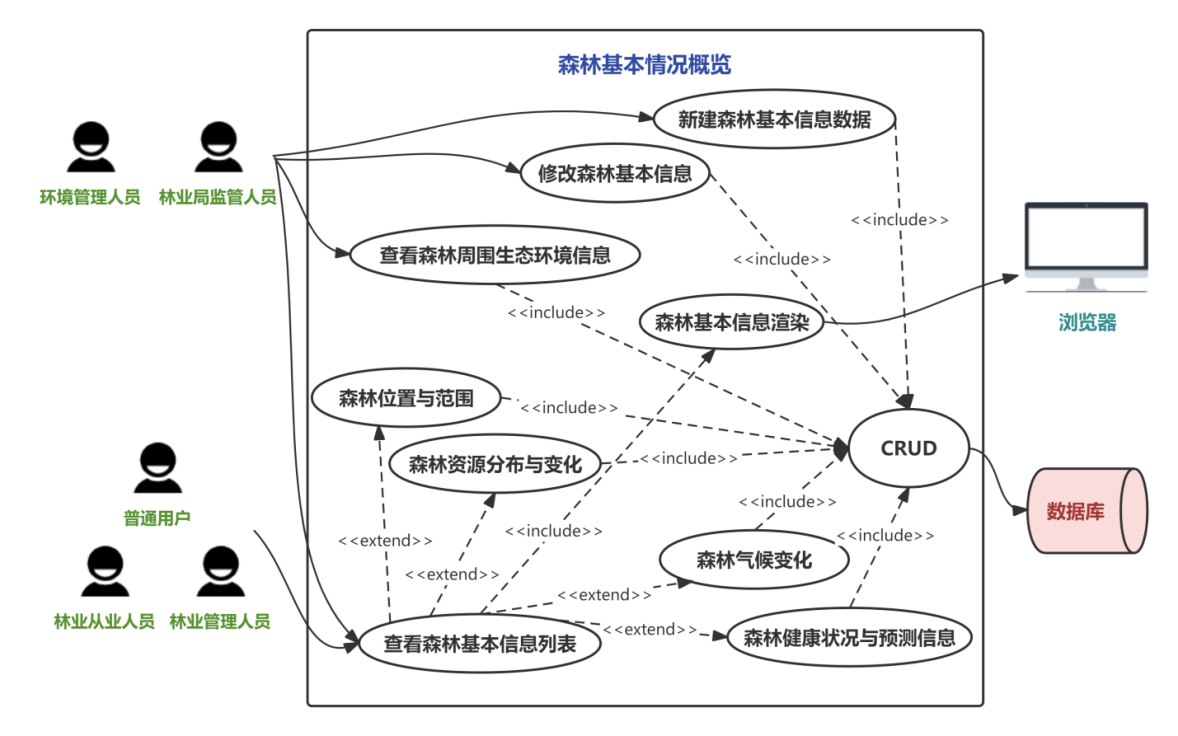 森林基本情况概览
新建森林基本信息数据
环境管理人员
林业局监管人员
修改森林基本信息
<<include>>
查看森林周围生态环境信息
<<include>>
<<include>>
森林基本信息渲染
浏览器
森林位置与范围
<<include>>
CRUD
森林资源分布与变化
<<include>>
<<include>>
数据库
普通用户
<<include>>
<<extend>>
<<include>>
森林气候变化
<<extend>>
<<extend>>
林业从业人员
林业管理人员
<<extend>>
查看森林基本信息列表
森林健康状况与预测信息